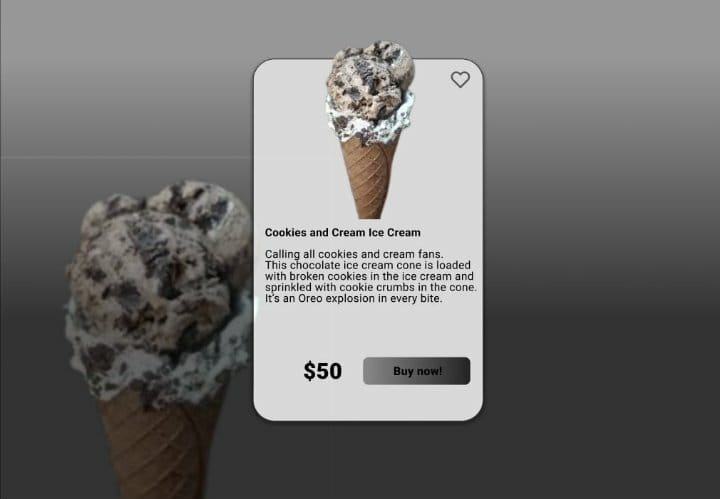 Cookies and Cream Ice Cream
Calling all cookies and cream fans.
This chocolate ice cream cone is loaded
with broken cookies in the ice cream and
sprinkled with cookie crumbs in the cone.
It's an Oreo explosion in every bite.
$50
Buy now!